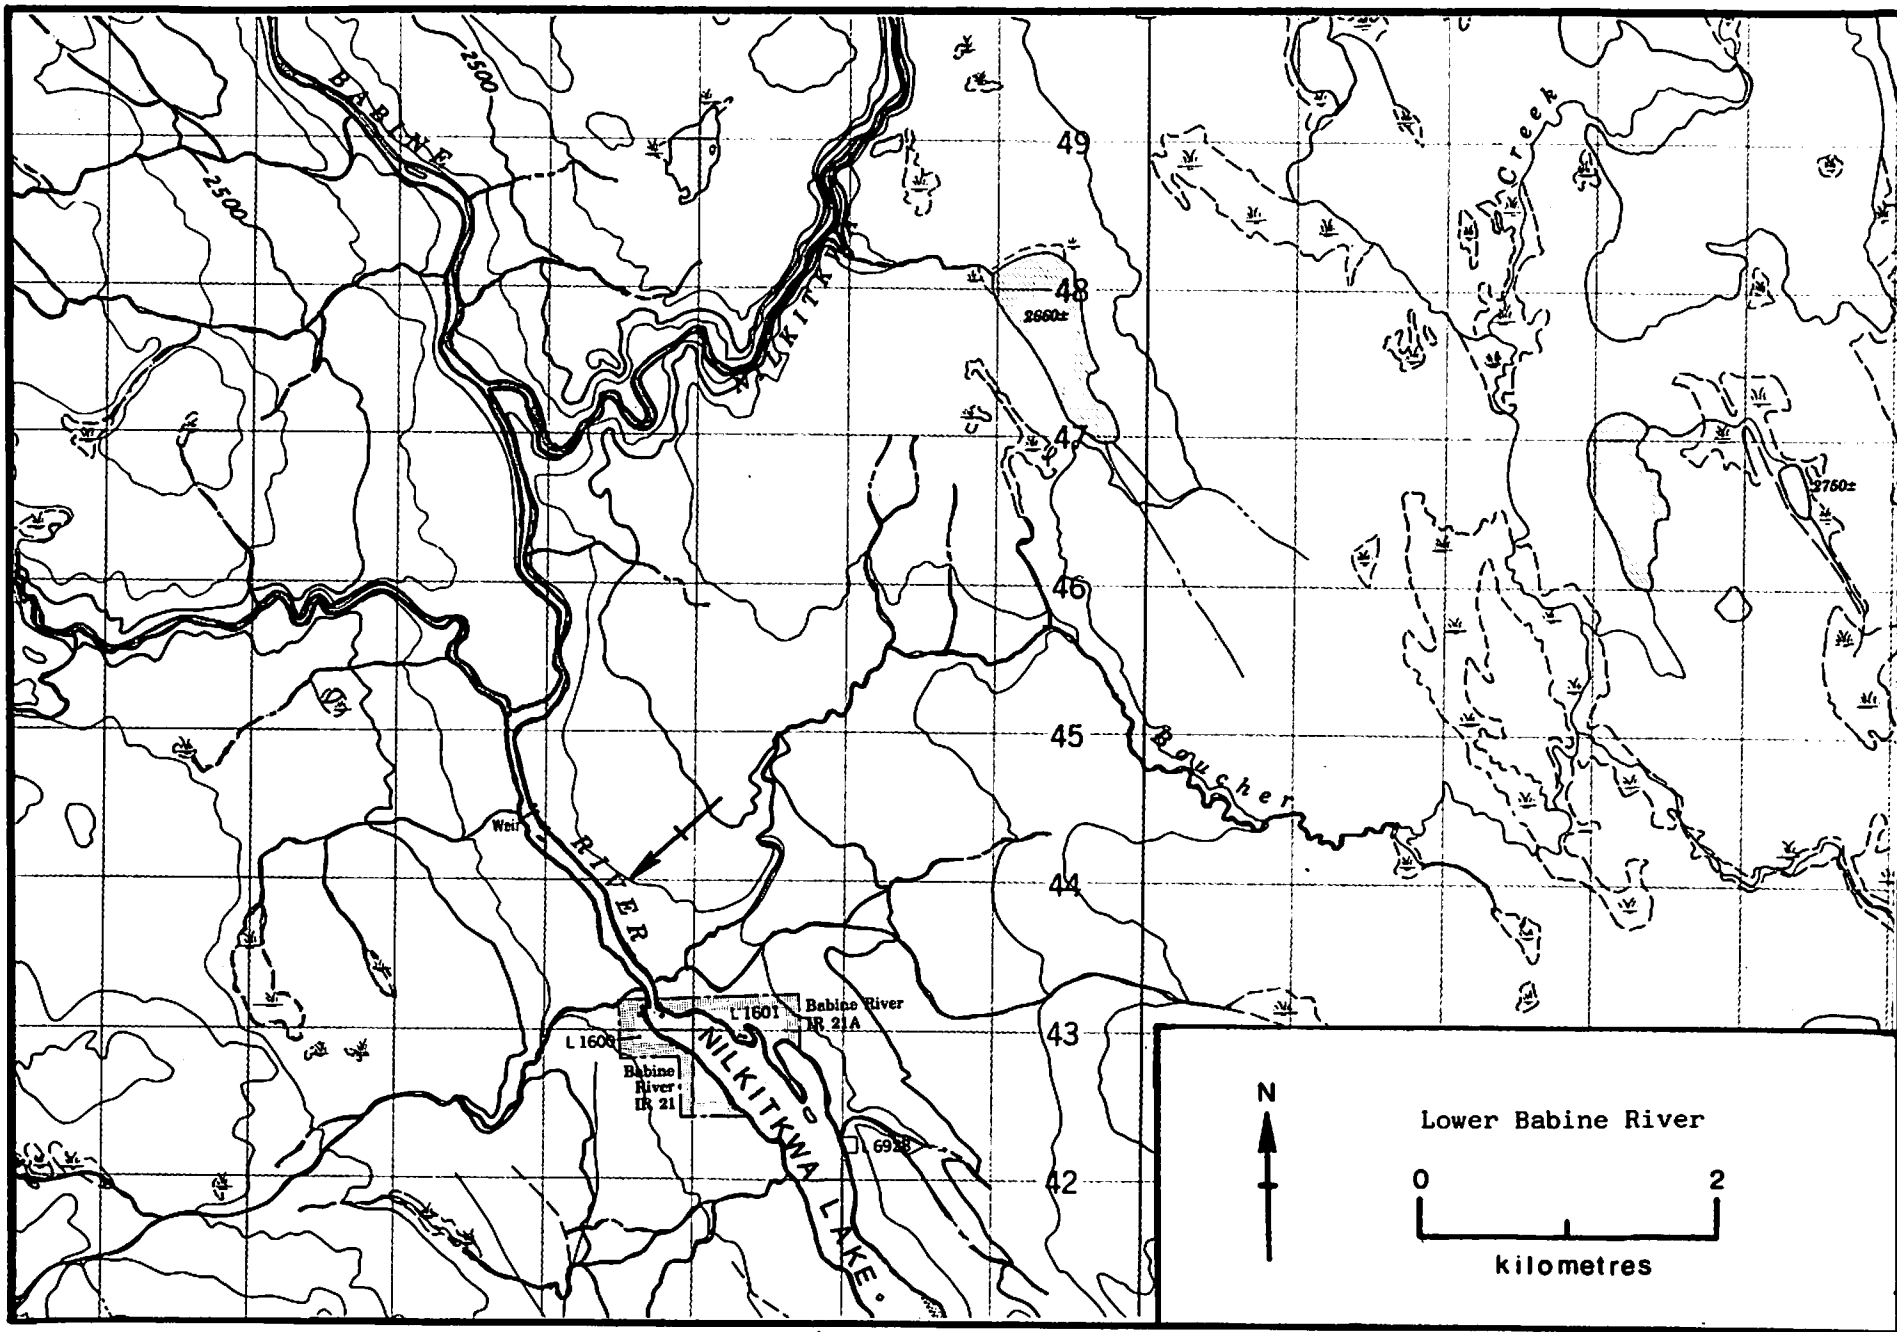 BABINE
2500
2500
49
Creek
NILKITKWA
48
2660±
47
2750±
46
45
Boucher
Weir
RIVER
44
L 1601
Babine River
IR 21A
43
L 1600
NILKITKWA LAKE
Babine
River
IR 21
L 6928
42
N
Lower Babine River
0 2
kilometres